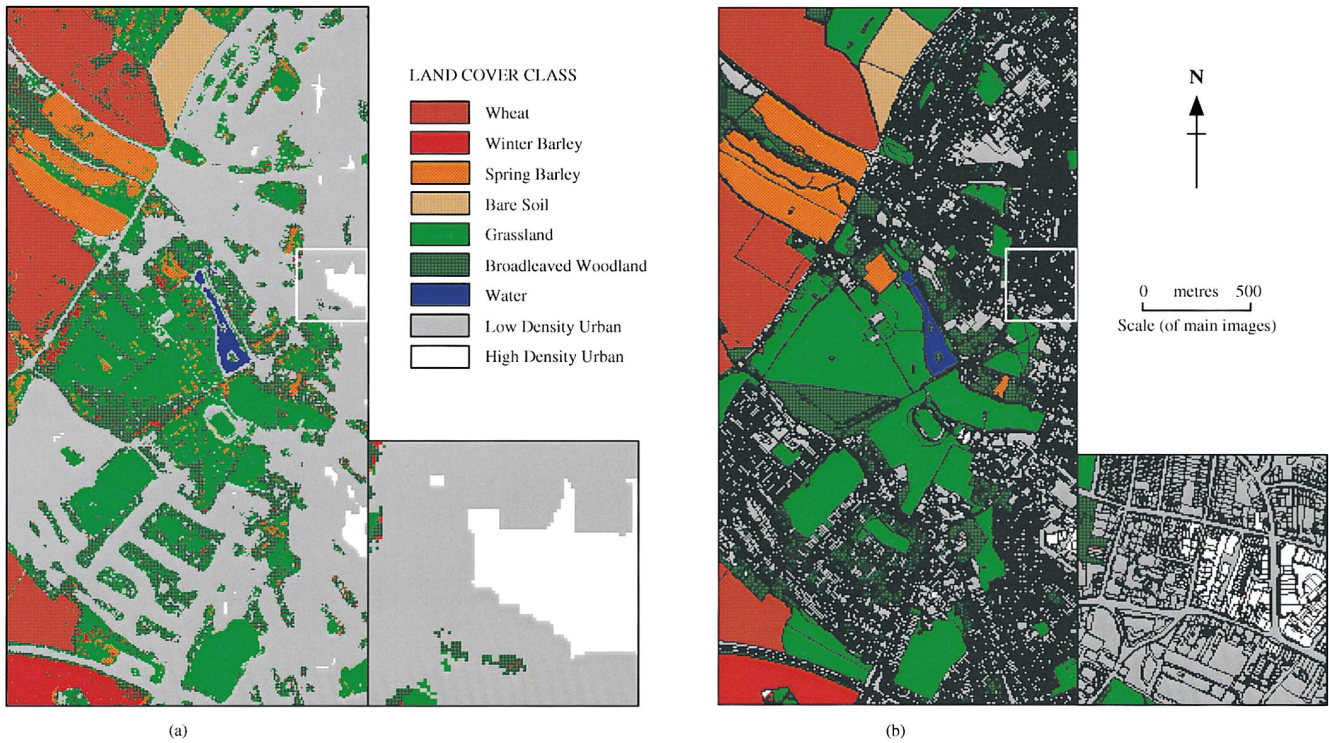 LAND COVER CLASS
Wheat
Winter Barley
Spring Barley
Bare Soil
Grassland
Broadleaved Woodland
Water
Low Density Urban
High Density Urban
N
0 metres 500
Scale (of main images)
(a)
(b)